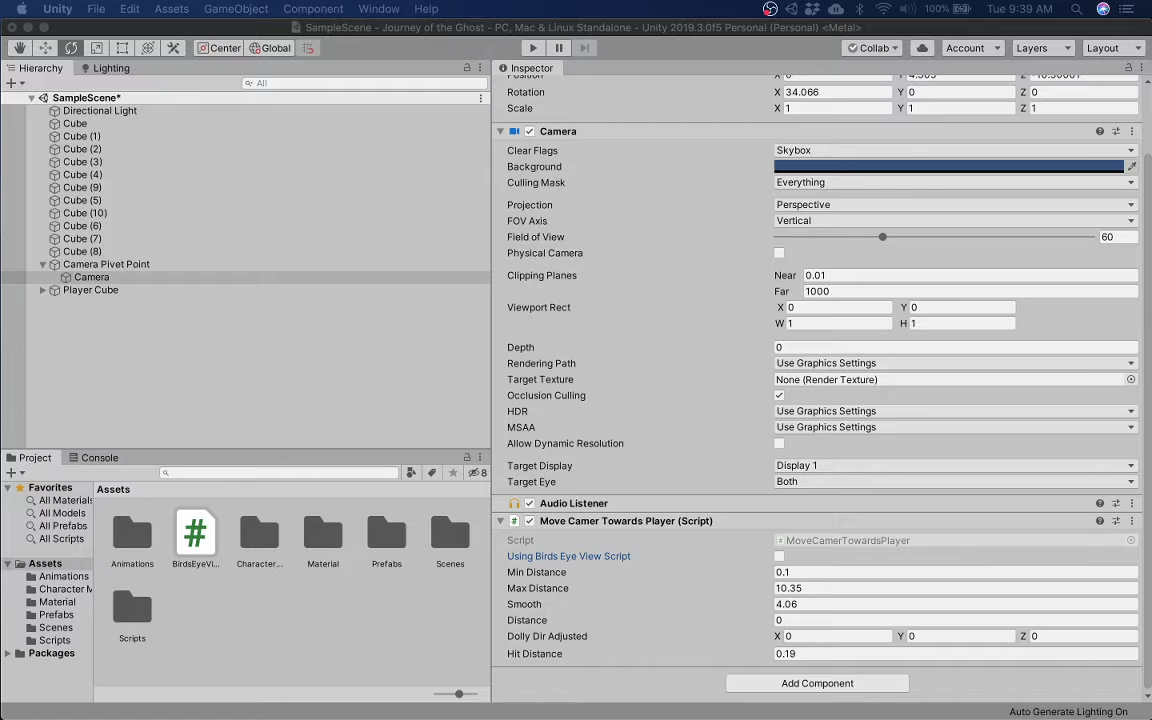 Unity File Edit Assets GameObject Component Window Help 100% Tue 9:39 AM
SampleScene - Journey of the Ghost - PC, Mac & Linux Standalone - Unity 2019.3.0f5 Personal (Personal) <Metal>
Center Global Collab Account Layers Layout
Hierarchy Lighting Inspector
All
SampleScene*
Directional Light
Cube
Cube (1)
Cube (2)
Cube (3)
Cube (4)
Cube (9)
Cube (5)
Cube (10)
Cube (6)
Cube (7)
Cube (8)
Camera Pivet Point
Camera
Player Cube
Rotation X 34.066 Y 0 Z 0
Scale X 1 Y 1 Z 1
Camera
Clear Flags Skybox
Background
Culling Mask Everything
Projection Perspective
FOV Axis Vertical
Field of View 60
Physical Camera
Clipping Planes Near 0.01
Far 1000
Viewport Rect X 0 Y 0
W 1 H 1
Depth 0
Rendering Path Use Graphics Settings
Target Texture None (Render Texture)
Occlusion Culling
HDR Use Graphics Settings
MSAA Use Graphics Settings
Allow Dynamic Resolution
Target Display Display 1
Target Eye Both
Audio Listener
# Move Camer Towards Player (Script)
Script # MoveCamerTowardsPlayer
Using Birds Eye View Script
Min Distance 0.1
Max Distance 10.35
Smooth 4.06
Distance 0
Dolly Dir Adjusted X 0 Y 0 Z 0
Hit Distance 0.19
Add Component
Auto Generate Lighting On
Project Console
8
Favorites
All Materials
All Models
All Prefabs
All Scripts
Assets
Animations
Character M
Material
Prefabs
Scenes
Scripts
Packages
Assets
#
Animations BirdsEyeVi... Character... Material Prefabs Scenes
Scripts